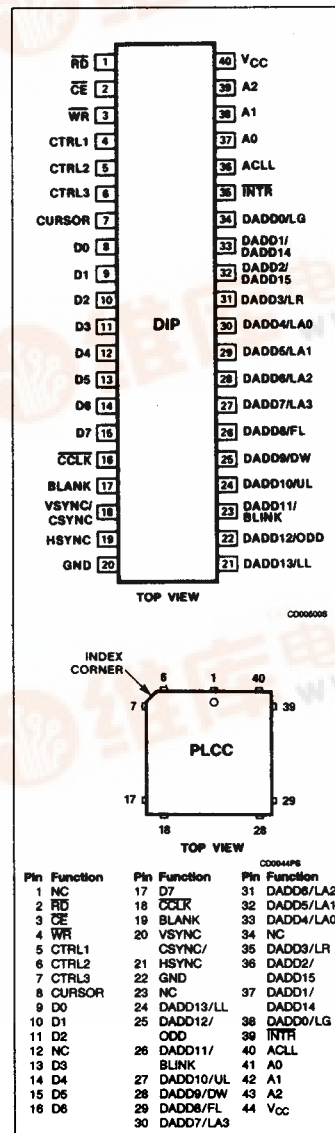 RD 1
CE 2
WR 3
CTRL1 4
CTRL2 5
CTRL3 6
CURSOR 7
D0 8
D1 9
D2 10
D3 11
D4 12
D5 13
D6 14
D7 15
CCLK 16
BLANK 17
VSYNC/
CSYNC 18
HSYNC 19
GND 20
DIP
40 VCC
39 A2
38 A1
37 A0
36 ACLL
35 INTR
34 DADD0/LG
33 DADD1/
DADD14
32 DADD2/
DADD15
31 DADD3/LR
30 DADD4/LA0
29 DADD5/LA1
28 DADD6/LA2
27 DADD7/LA3
26 DADD8/FL
25 DADD9/DW
24 DADD10/UL
23 DADD11/
BLINK
22 DADD12/ODD
21 DADD13/LL
TOP VIEW
CD00500S
INDEX
CORNER
6 1 40
7 39
PLCC
17 29
18 28
TOP VIEW
CD0044PS
Pin Function
1 NC
2 RD
3 CE
4 WR
5 CTRL1
6 CTRL2
7 CTRL3
8 CURSOR
9 D0
10 D1
11 D2
12 NC
13 D3
14 D4
15 D5
16 D6
Pin Function
17 D7
18 CCLK
19 BLANK
20 VSYNC
CSYNC/
21 HSYNC
22 GND
23 NC
24 DADD13/LL
25 DADD12/
ODD
26 DADD11/
BLINK
27 DADD10/UL
28 DADD9/DW
29 DADD8/FL
30 DADD7/LA3
Pin Function
31 DADD6/LA2
32 DADD5/LA1
33 DADD4/LA0
34 NC
35 DADD3/LR
36 DADD2/
DADD15
37 DADD1/
DADD14
38 DADD0/LG
39 INTR
40 ACLL
41 A0
42 A1
43 A2
44 VCC